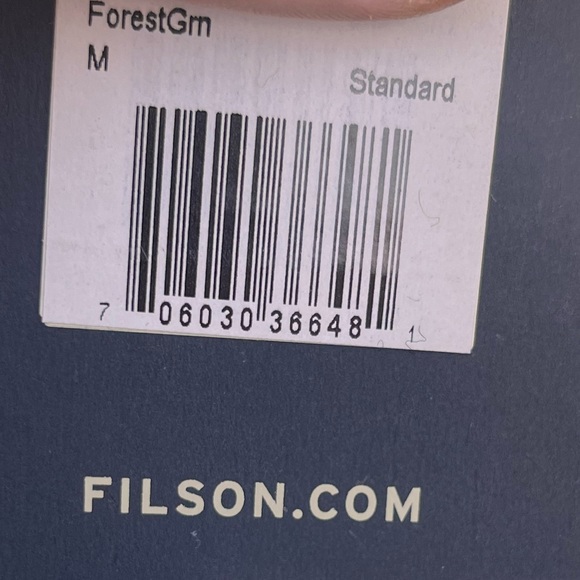 ForestGrn
M
Standard
7 06030 36648 1
FILSON.COM